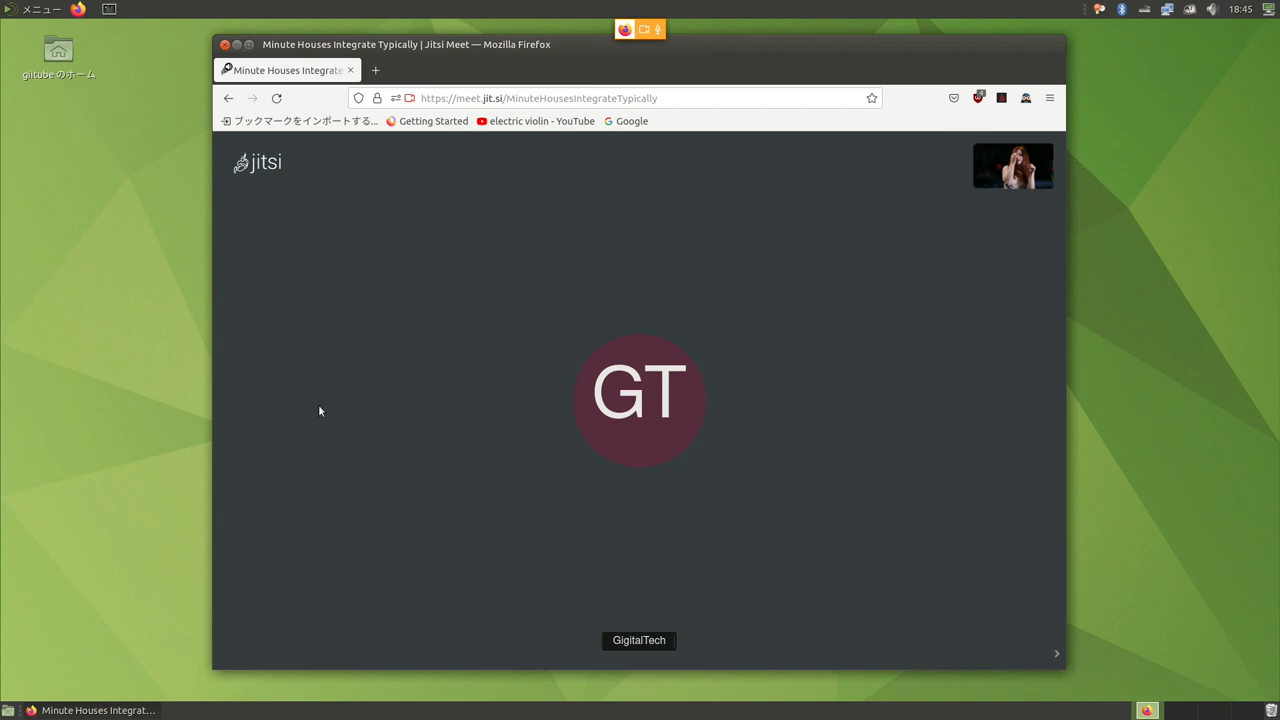 メニュー
18:45
glitube のホーム
Minute Houses Integrate Typically | Jitsi Meet — Mozilla Firefox
Minute Houses Integrate
https://meet.jit.si/MinuteHousesIntegrateTypically
4
ブックマークをインポートする...
Getting Started
electric violin - YouTube
Google
jitsi
GT
GigitalTech
Minute Houses Integrat...